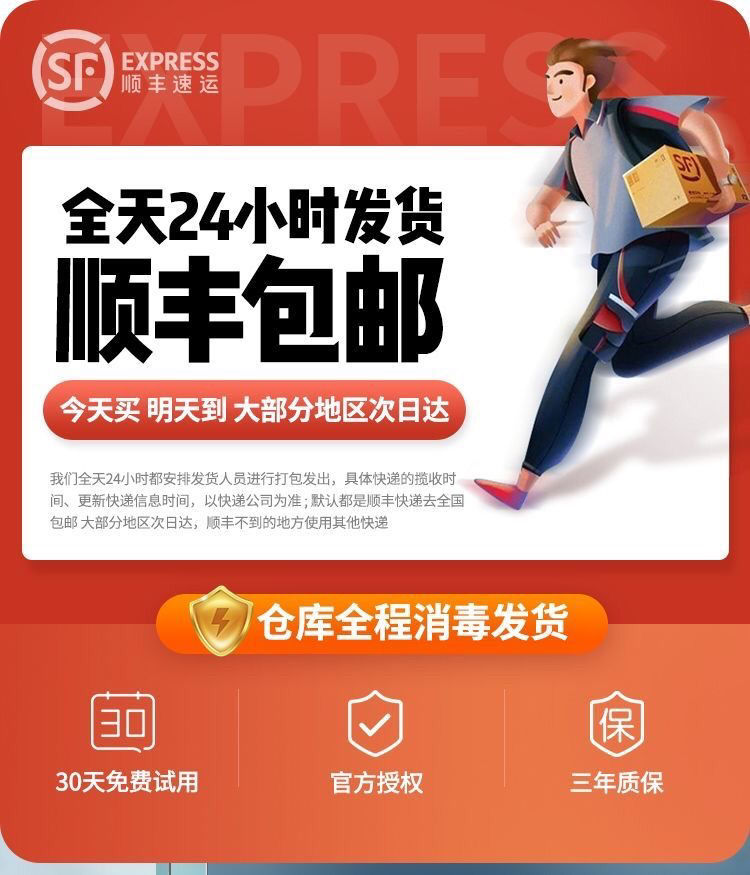 EXPRESS
SF
EXPRESS
顺丰速运
SF
全天24小时发货
顺丰包邮
今天买 明天到 大部分地区次日达
我们全天24小时都安排发货人员进行打包发出，具体快递的揽收时
间、更新快递信息时间，以快递公司为准；默认都是顺丰快递去全国
包邮 大部分地区次日达，顺丰不到的地方使用其他快递
仓库全程消毒发货
30
保
30天免费试用
官方授权
三年质保